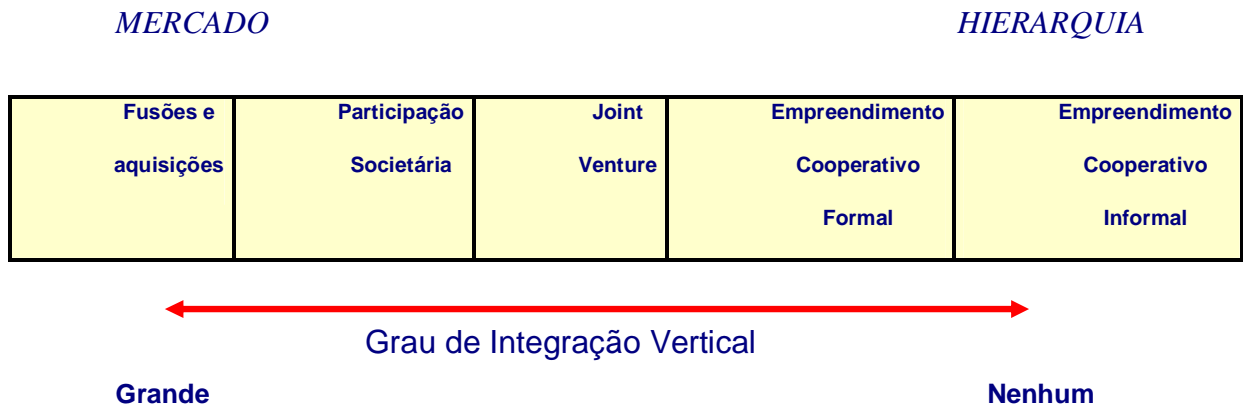 MERCADO HIERARQUIA
Fusões e Participação Joint Empreendimento Empreendimento
aquisições Societária Venture Cooperativo Cooperativo
Formal Informal
Grau de Integração Vertical
Grande Nenhum